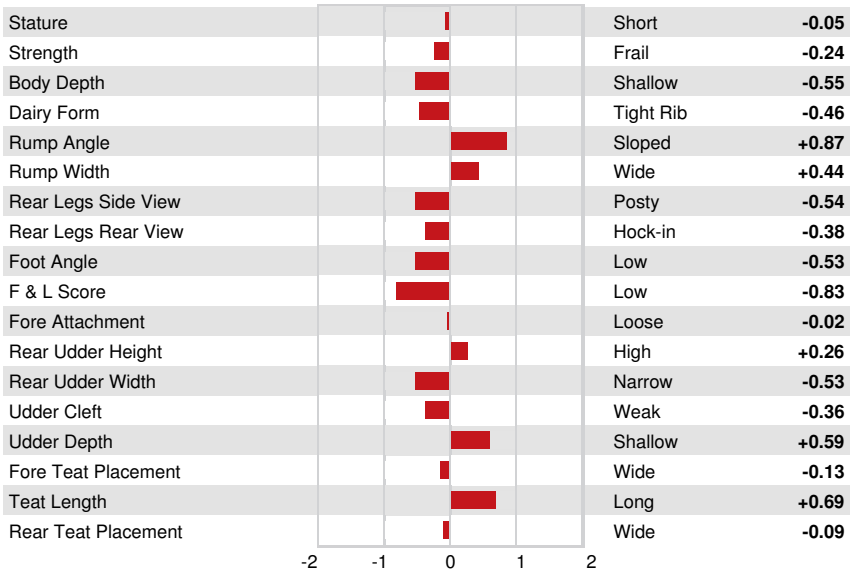 Stature Short -0.05
Strength Frail -0.24
Body Depth Shallow -0.55
Dairy Form Tight Rib -0.46
Rump Angle Sloped +0.87
Rump Width Wide +0.44
Rear Legs Side View Posty -0.54
Rear Legs Rear View Hock-in -0.38
Foot Angle Low -0.53
F & L Score Low -0.83
Fore Attachment Loose -0.02
Rear Udder Height High +0.26
Rear Udder Width Narrow -0.53
Udder Cleft Weak -0.36
Udder Depth Shallow +0.59
Fore Teat Placement Wide -0.13
Teat Length Long +0.69
Rear Teat Placement Wide -0.09
-2 -1 0 1 2